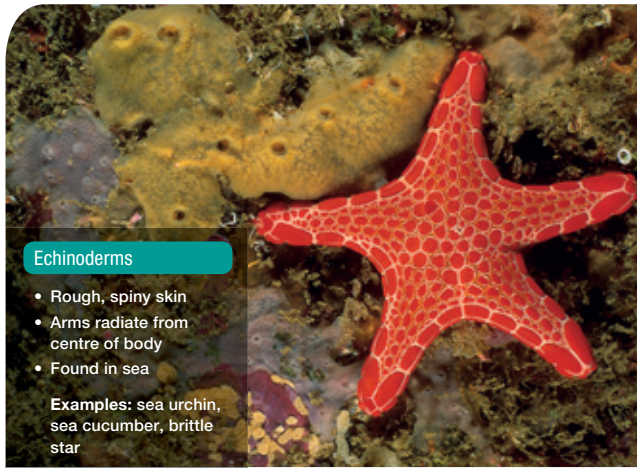 Echinoderms
• Rough, spiny skin
• Arms radiate from
centre of body
• Found in sea
Examples: sea urchin,
sea cucumber, brittle
star